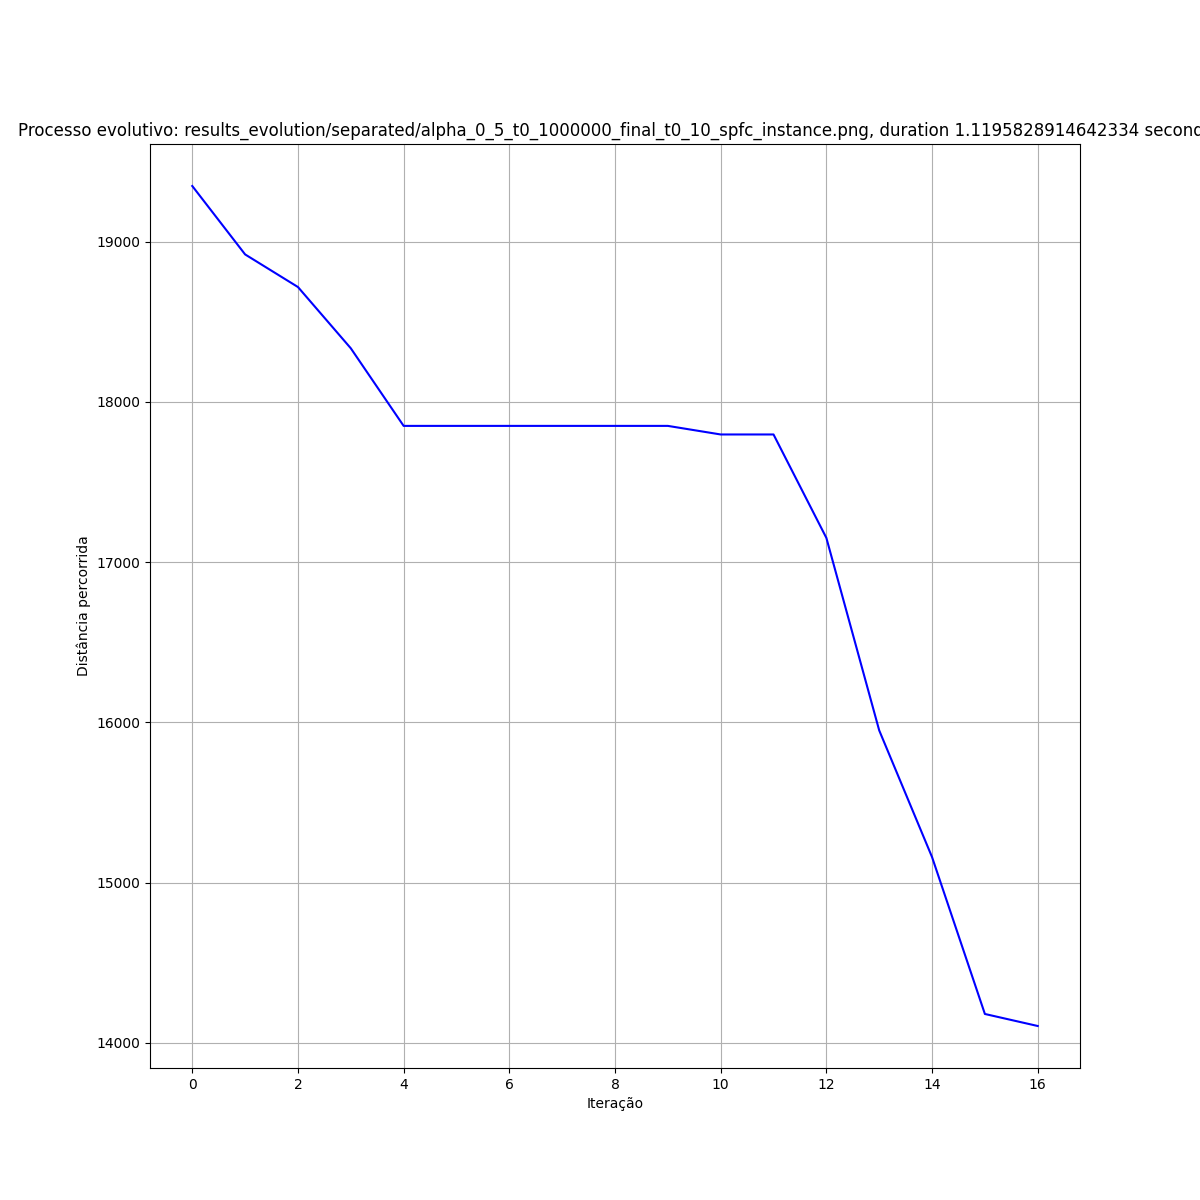 Processo evolutivo: results_evolution/separated/alpha_0_5_t0_1000000_final_t0_10_spfc_instance.png, duration 1.1195828914642334 second
19000
18000
17000
16000
15000
14000
Distância percorrida
0 2 4 6 8 10 12 14 16
Iteração